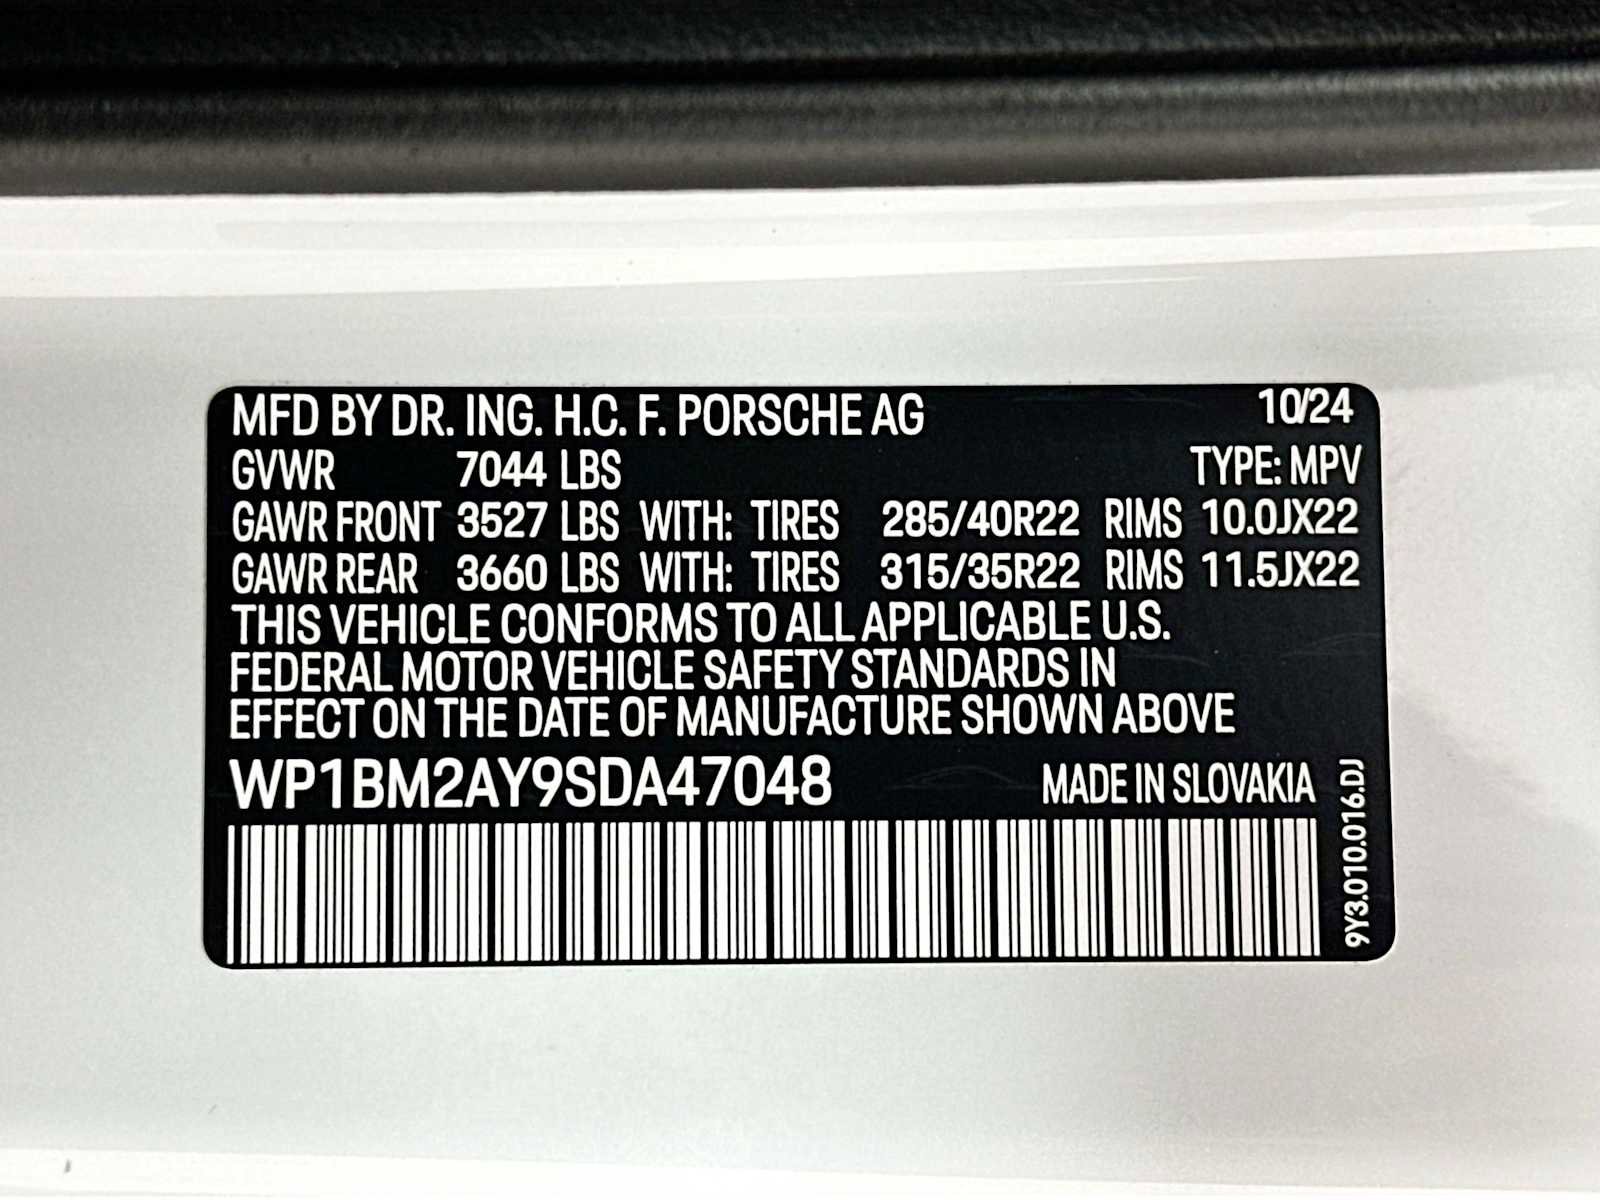 MFD BY DR. ING. H.C. F. PORSCHE AG 10/24
GVWR 7044 LBS TYPE: MPV
GAWR FRONT 3527 LBS WITH: TIRES 285/40R22 RIMS 10.0JX22
GAWR REAR 3660 LBS WITH: TIRES 315/35R22 RIMS 11.5JX22
THIS VEHICLE CONFORMS TO ALL APPLICABLE U.S.
FEDERAL MOTOR VEHICLE SAFETY STANDARDS IN
EFFECT ON THE DATE OF MANUFACTURE SHOWN ABOVE
WP1BM2AY9SDA47048 MADE IN SLOVAKIA
9Y3.010.016.DJ